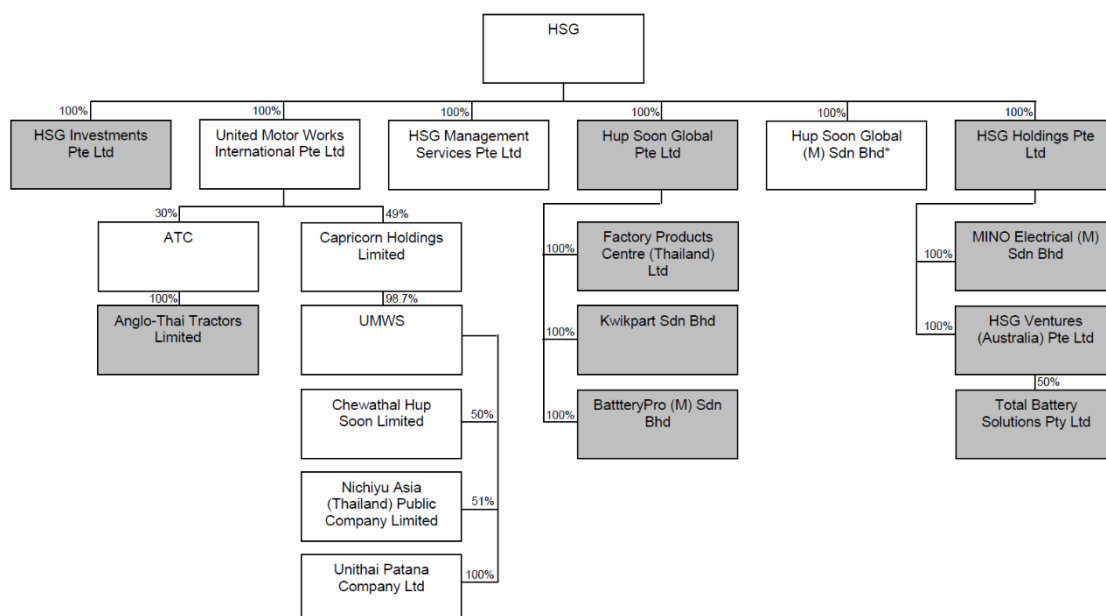 HSG
100%
100%
100%
100%
100%
100%
HSG Investments
Pte Ltd
United Motor Works
International Pte Ltd
HSG Management
Services Pte Ltd
Hup Soon Global
Pte Ltd
Hup Soon Global
(M) Sdn Bhd*
HSG Holdings Pte
Ltd
30%
49%
ATC
Capricorn Holdings
Limited
100%
Factory Products
Centre (Thailand)
Ltd
100%
MINO Electrical (M)
Sdn Bhd
100%
98.7%
Anglo-Thai Tractors
Limited
UMWS
100%
Kwikpart Sdn Bhd
100%
HSG Ventures
(Australia) Pte Ltd
50%
Chewathal Hup
Soon Limited
50%
100%
BattteryPro (M) Sdn
Bhd
Total Battery
Solutions Pty Ltd
Nichiyu Asia
(Thailand) Public
Company Limited
51%
Unithai Patana
Company Ltd
100%